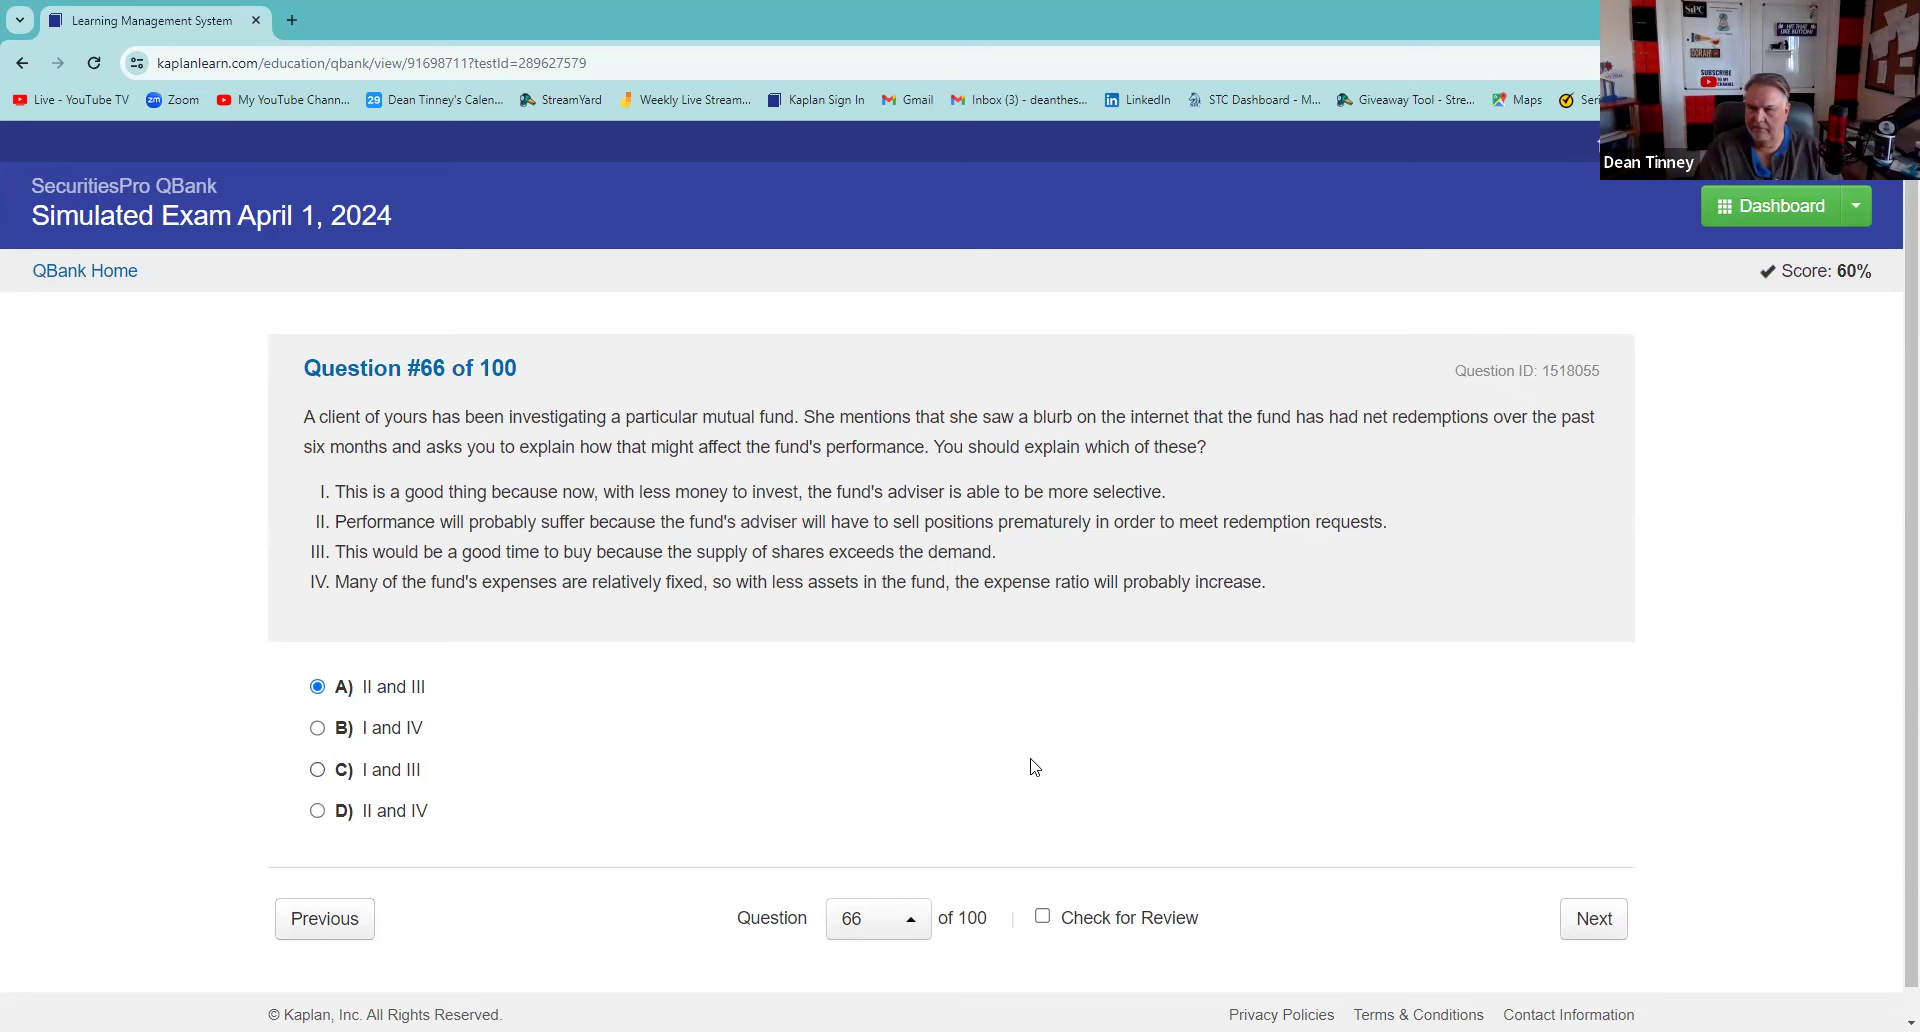 Learning Management System
kaplanlearn.com/education/qbank/view/91698711?testId=289627579
Live - YouTube TV
zm Zoom
My YouTube Chann...
29 Dean Tinney's Calen...
StreamYard
Weekly Live Stream...
Kaplan Sign In
Gmail
Inbox (3) - deanthes...
LinkedIn
STC Dashboard - M...
Giveaway Tool - Stre...
Maps
Seri
SIPC
HIT THAT
LIKE BUTTON!
SUBSCRIBE
Dean Tinney
SecuritiesPro QBank
Simulated Exam April 1, 2024
Dashboard
QBank Home
Score: 60%
Question #66 of 100
Question ID: 1518055
A client of yours has been investigating a particular mutual fund. She mentions that she saw a blurb on the internet that the fund has had net redemptions over the past
six months and asks you to explain how that might affect the fund's performance. You should explain which of these?
I. This is a good thing because now, with less money to invest, the fund's adviser is able to be more selective.
II. Performance will probably suffer because the fund's adviser will have to sell positions prematurely in order to meet redemption requests.
III. This would be a good time to buy because the supply of shares exceeds the demand.
IV. Many of the fund's expenses are relatively fixed, so with less assets in the fund, the expense ratio will probably increase.
A) II and III
B) I and IV
C) I and III
D) II and IV
Previous
Question 66 of 100 | Check for Review
Next
© Kaplan, Inc. All Rights Reserved.
Privacy Policies
Terms & Conditions
Contact Information